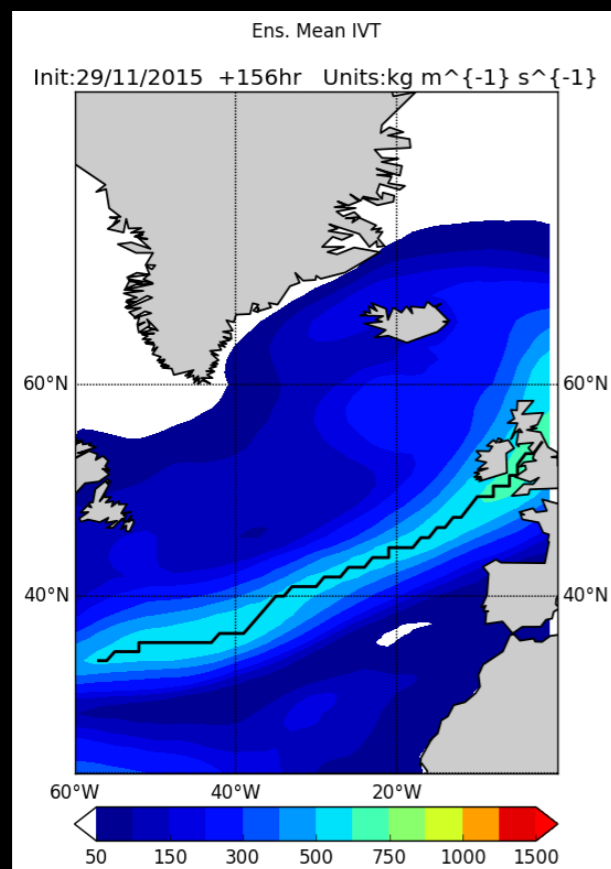 Ens. Mean IVT
Init:29/11/2015 +156hr Units:kg m^{-1} s^{-1}
60°N 60°N
40°N 40°N
60°W 40°W 20°W
50 150 300 500 750 1000 1500